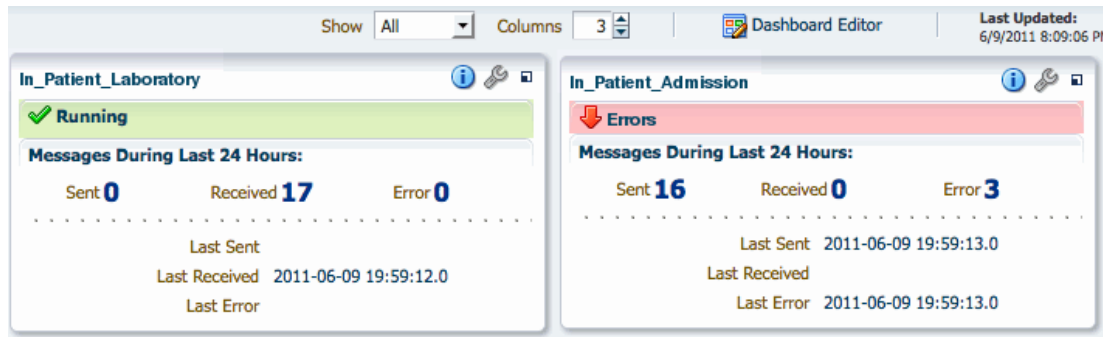 Show All Columns 3 Dashboard Editor Last Updated:
6/9/2011 8:09:06 PM
In_Patient_Laboratory
Running
Messages During Last 24 Hours:
Sent 0 Received 17 Error 0
Last Sent
Last Received 2011-06-09 19:59:12.0
Last Error
In_Patient_Admission
Errors
Messages During Last 24 Hours:
Sent 16 Received 0 Error 3
Last Sent 2011-06-09 19:59:13.0
Last Received
Last Error 2011-06-09 19:59:13.0